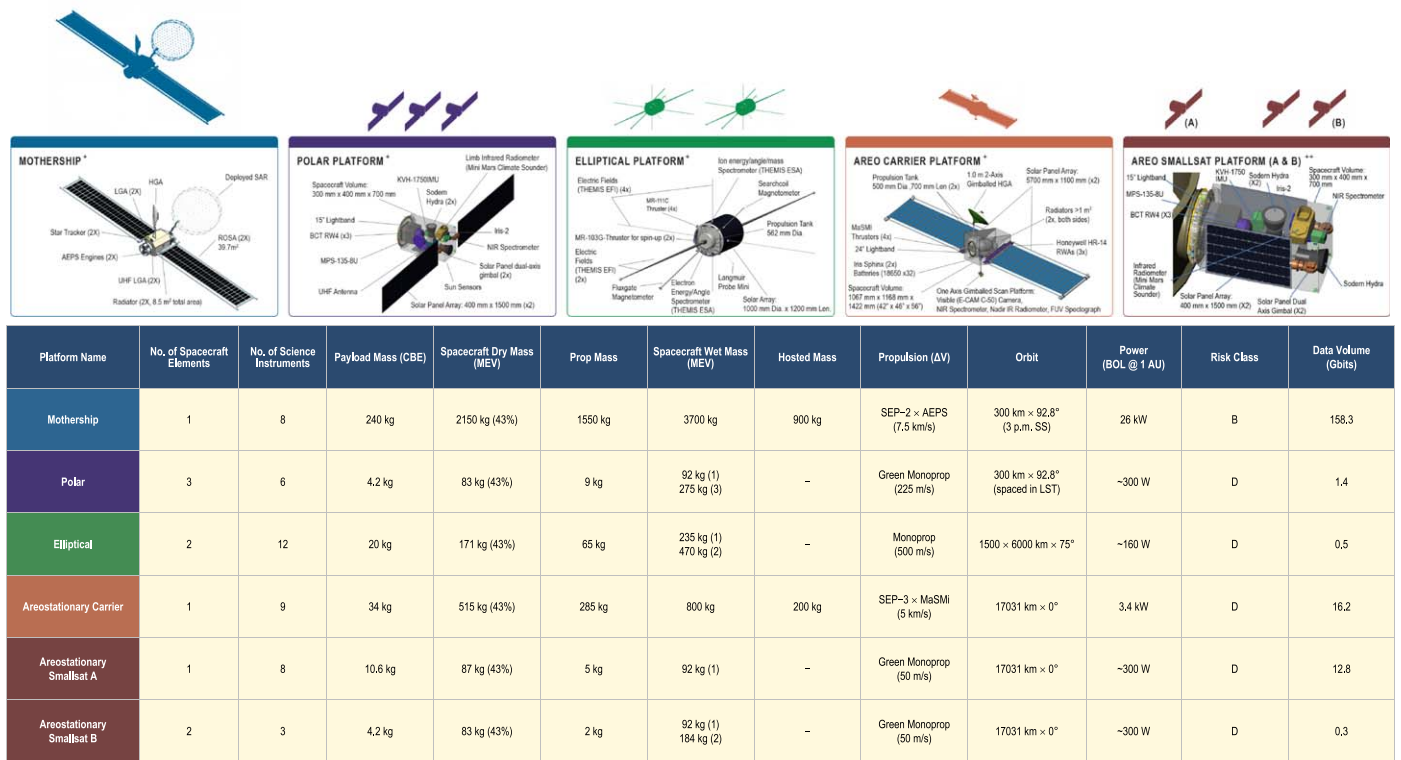 (A)
(B)
MOTHERSHIP +
HGA
LGA (2X)
Deployed SAR
Star Tracker (2X)
ROSA (2X)
39.7m²
AEPS Engines (2X)
UHF LGA (2X)
Radiator (2X, 8.5 m² total area)
POLAR PLATFORM +
Limb Infrared Radiometer
(Mini Mars Climate Sounder)
Spacecraft Volume:
300 mm x 400 mm x 700 mm
KVH-1750IMU
Sodern
Hydra (2x)
15" Lightband
BCT RW4 (x3)
Iris-2
MPS-135-8U
NIR Spectrometer
Solar Panel dual-axis
gimbal (2x)
UHF Antenna
Sun Sensors
Solar Panel Array: 400 mm x 1500 mm (x2)
ELLIPTICAL PLATFORM +
Ion energy/angle/mass
Spectrometer (THEMIS ESA)
Electric Fields
(THEMIS EFI) (4x)
Searchcoil
Magnetometer
MR-111C
Thruster (4x)
Propulsion Tank
562 mm Dia
MR-103G-Thruster for spin-up (2x)
Electric
Fields
(THEMIS EFI)
(2x)
Fluxgate
Magnetometer
Electron
Energy/Angle
Spectrometer
(THEMIS ESA)
Langmuir
Probe Mini
Solar Array:
1000 mm Dia. x 1200 mm Len.
AREO CARRIER PLATFORM +
Propulsion Tank
500 mm Dia .,700 mm Len (2x)
1.0 m 2-Axis
Gimballed HGA
Solar Panel Array:
5700 mm x 1100 mm (x2)
Radiators >1 m²
(2x, both sides)
MaSMi
Thrusters (4x)
24" Lightband
Honeywell HR-14
RWAs (3x)
Iris Sphinx (2x)
Batteries (18650 x32)
Spacecraft Volume:
1067 mm x 1168 mm x
1422 mm (42" x 46" x 56")
One Axis Gimballed Scan Platform:
Visible (E-CAM C-50) Camera,
NIR Spectrometer, Nadir IR Radiometer, FUV Spectograph
AREO SMALLSAT PLATFORM (A & B) ++
15" Lightband
KVH-1750
IMU
Sodern Hydra
(X2)
Iris-2
Spacecraft Volume:
300 mm x 400 mm x
700 mm
MPS-135-8U
NIR Spectrometer
BCT RW4 (X3)
Infrared
Radiometer
(Mini Mars
Climate
Sounder)
Sodern Hydra
Solar Panel Array:
400 mm x 1500 mm (X2)
Solar Panel Dual
Axis Gimbal (X2)
Platform Name No. of Spacecraft Elements No. of Science Instruments Payload Mass (CBE) Spacecraft Dry Mass (MEV) Prop Mass Spacecraft Wet Mass (MEV) Hosted Mass Propulsion (ΔV) Orbit Power (BOL @ 1 AU) Risk Class Data Volume (Gbits)
Mothership 1 8 240 kg 2150 kg (43%) 1550 kg 3700 kg 900 kg SEP–2 × AEPS (7.5 km/s) 300 km × 92.8° (3 p.m. SS) 26 kW B 158.3
Polar 3 6 4.2 kg 83 kg (43%) 9 kg 92 kg (1) 275 kg (3) – Green Monoprop (225 m/s) 300 km × 92.8° (spaced in LST) ~300 W D 1.4
Elliptical 2 12 20 kg 171 kg (43%) 65 kg 235 kg (1) 470 kg (2) – Monoprop (500 m/s) 1500 × 6000 km × 75° ~160 W D 0.5
Areostationary Carrier 1 9 34 kg 515 kg (43%) 285 kg 800 kg 200 kg SEP–3 × MaSMi (5 km/s) 17031 km × 0° 3.4 kW D 16.2
Areostationary Smallsat A 1 8 10.6 kg 87 kg (43%) 5 kg 92 kg (1) – Green Monoprop (50 m/s) 17031 km × 0° ~300 W D 12.8
Areostationary Smallsat B 2 3 4.2 kg 83 kg (43%) 2 kg 92 kg (1) 184 kg (2) – Green Monoprop (50 m/s) 17031 km × 0° ~300 W D 0.3